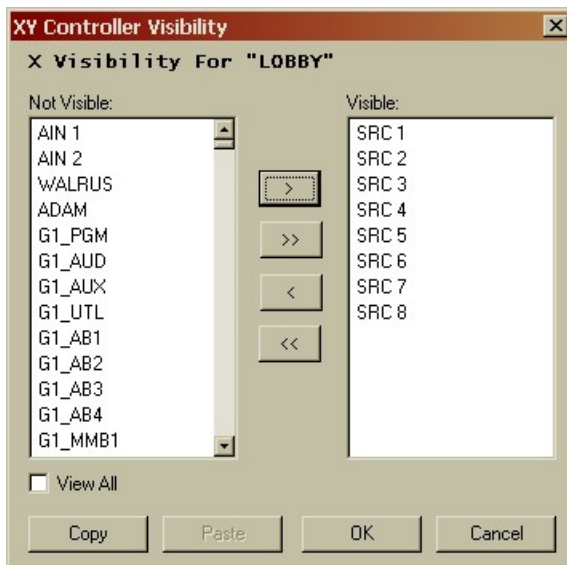 XY Controller Visibility
X Visibility For "LOBBY"
Not Visible:
AIN 1
AIN 2
WALRUS
ADAM
G1_PGM
G1_AUD
G1_AUX
G1_UTL
G1_AB1
G1_AB2
G1_AB3
G1_AB4
G1_MMB1
>
>>
<
<<
Visible:
SRC 1
SRC 2
SRC 3
SRC 4
SRC 5
SRC 6
SRC 7
SRC 8
View All
Copy
Paste
OK
Cancel